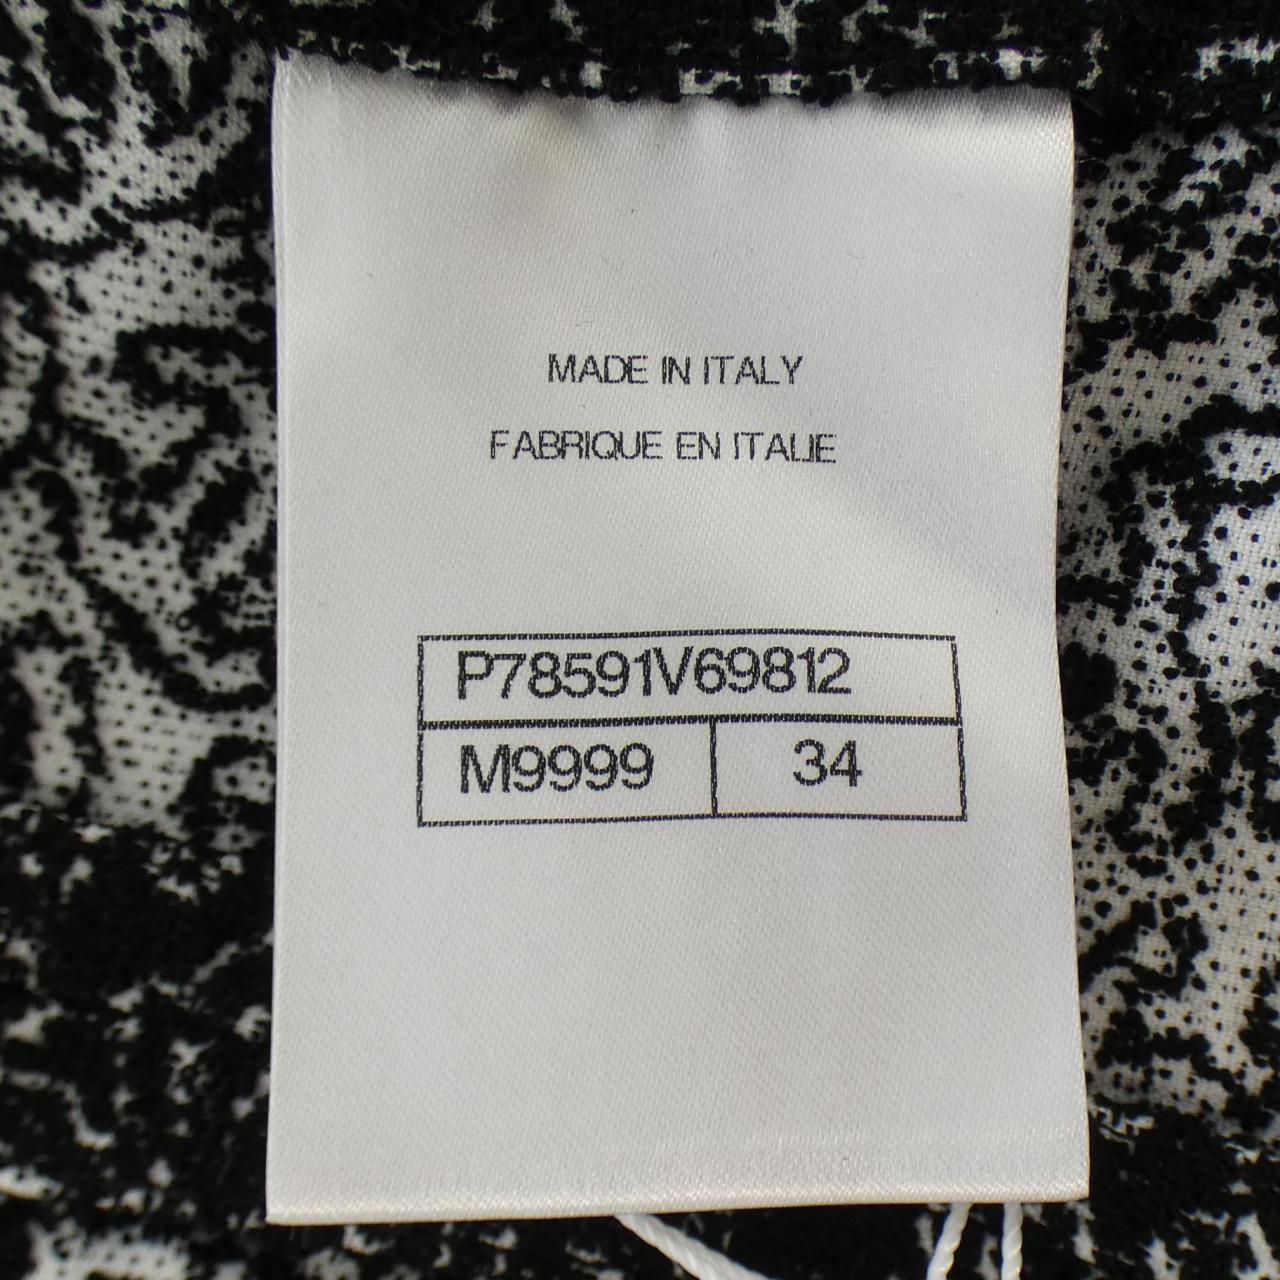 MADE IN ITALY
FABRIQUE EN ITALIE
P78591V69812
M9999 34